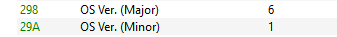 298 OS Ver. (Major) 6
29A OS Ver. (Minor) 1